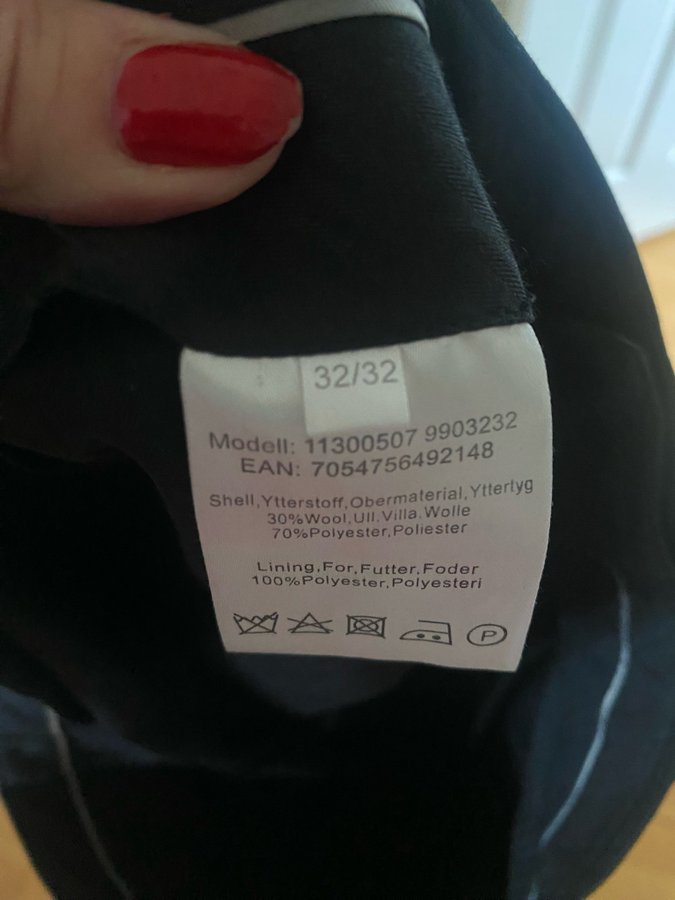 32/32
Modell: 11300507 9903232
EAN: 7054756492148
Shell,Ytterstoff,Obermaterial,Yttertyg
30%Wool,Ull,Villa,Wolle
70%Polyester,Poliester
Lining,For,Futter,Foder
100%Polyester,Polyesteri
P